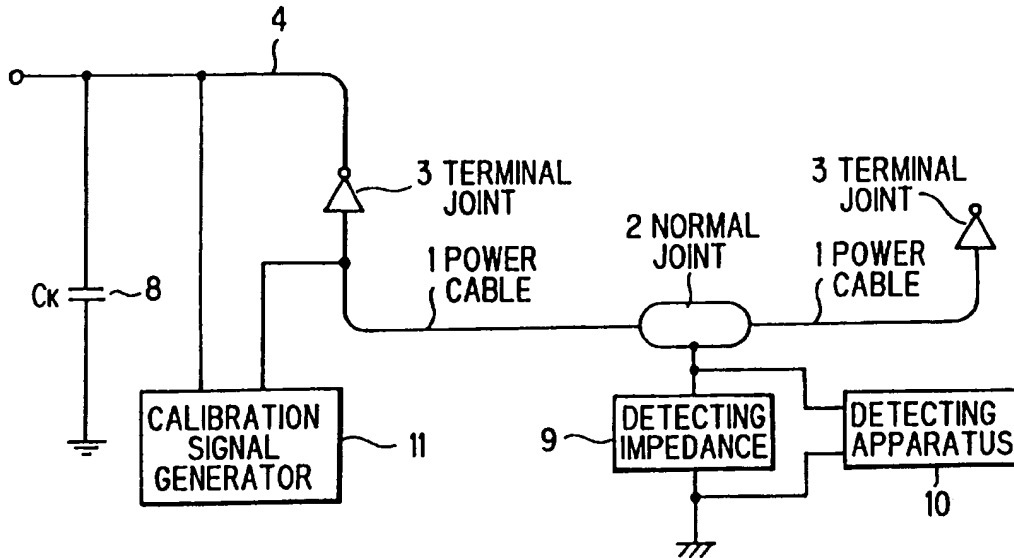 4
3 TERMINAL
JOINT
3 TERMINAL
JOINT
2 NORMAL
JOINT
1 POWER
CABLE
1 POWER
CABLE
CK
8
CALIBRATION
SIGNAL
GENERATOR
11
9
DETECTING
IMPEDANCE
DETECTING
APPARATUS
10